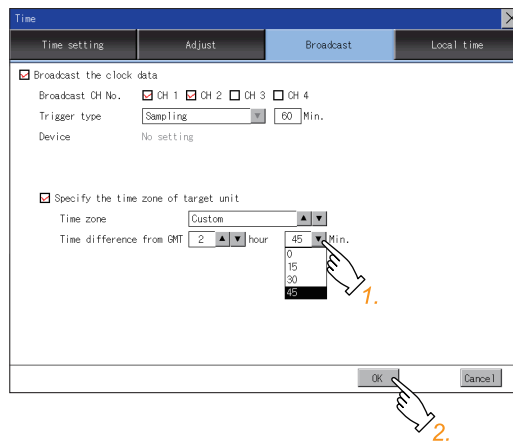 Time
Time setting Adjust Broadcast Local time
Broadcast the clock data
Broadcast CH No. CH 1 CH 2 CH 3 CH 4
Trigger type Sampling 60 Min.
Device No setting
Specify the time zone of target unit
Time zone Custom
Time difference from GMT 2 hour 45 Min.
0
15
30
45
1.
OK Cancel
2.